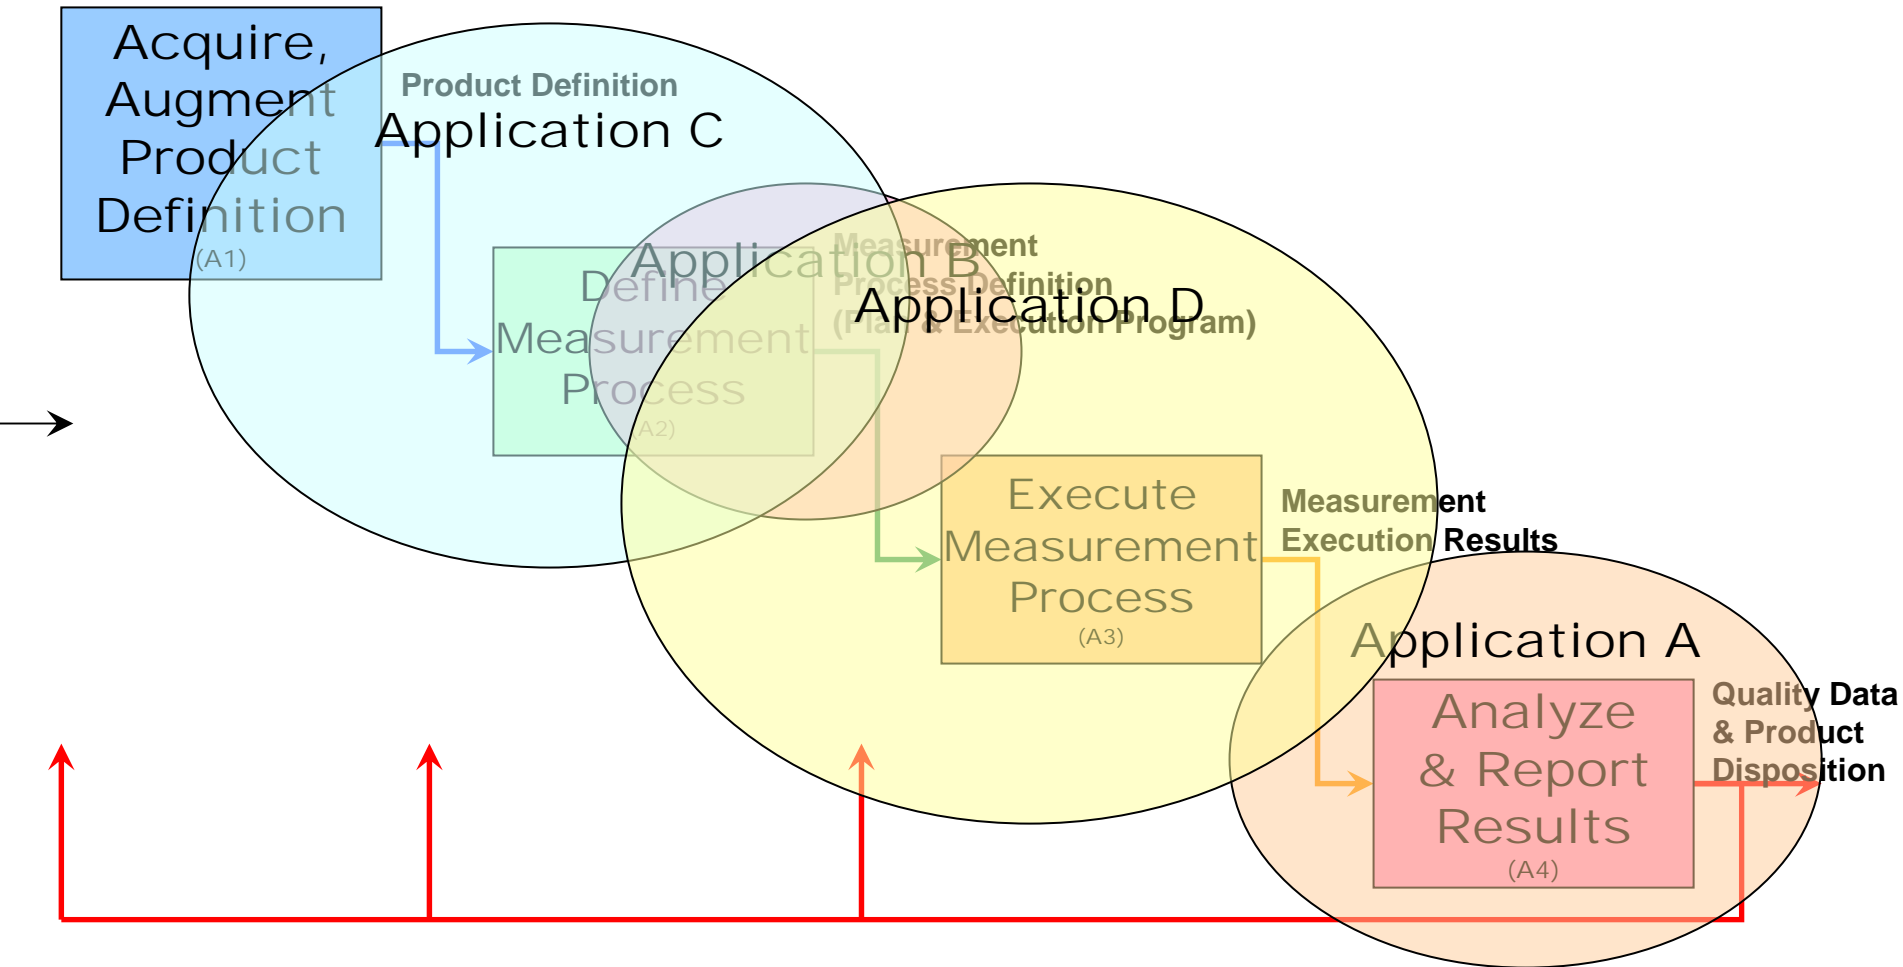 Acquire,
Augment
Product
Definition
(A1)
Product Definition
Application C
Application B
Define
Measurement
Process
(A2)
Measurement
Process Definition
(Plan & Execution Program)
Application D
Execute
Measurement
Process
(A3)
Measurement
Execution Results
Application A
Analyze
& Report
Results
(A4)
Quality Data
& Product
Disposition